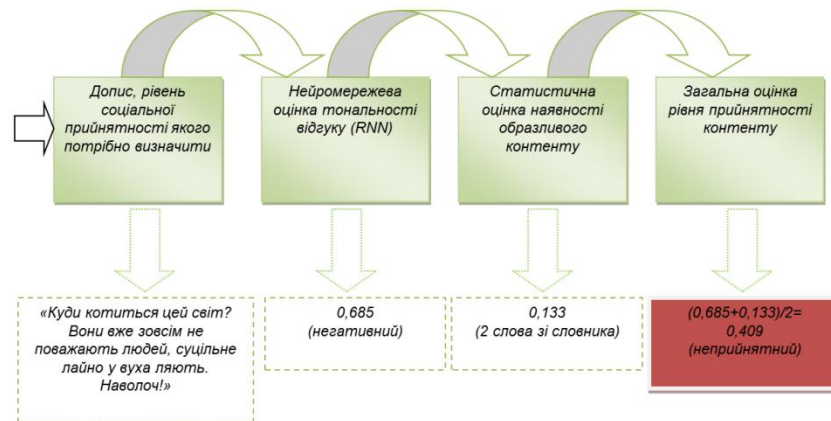 Допис, рівень
соціальної
прийнятності якого
потрібно визначити
Нейромережева
оцінка тональності
відгуку (RNN)
Статистична
оцінка наявності
образливого
контенту
Загальна оцінка
рівня прийнятності
контенту
«Куди котиться цей світ?
Вони вже зовсім не
поважають людей, суцільне
лайно у вуха ляють.
Наволоч!»
0,685
(негативний)
0,133
(2 слова зі словника)
(0,685+0,133)/2=
0,409
(неприйнятний)